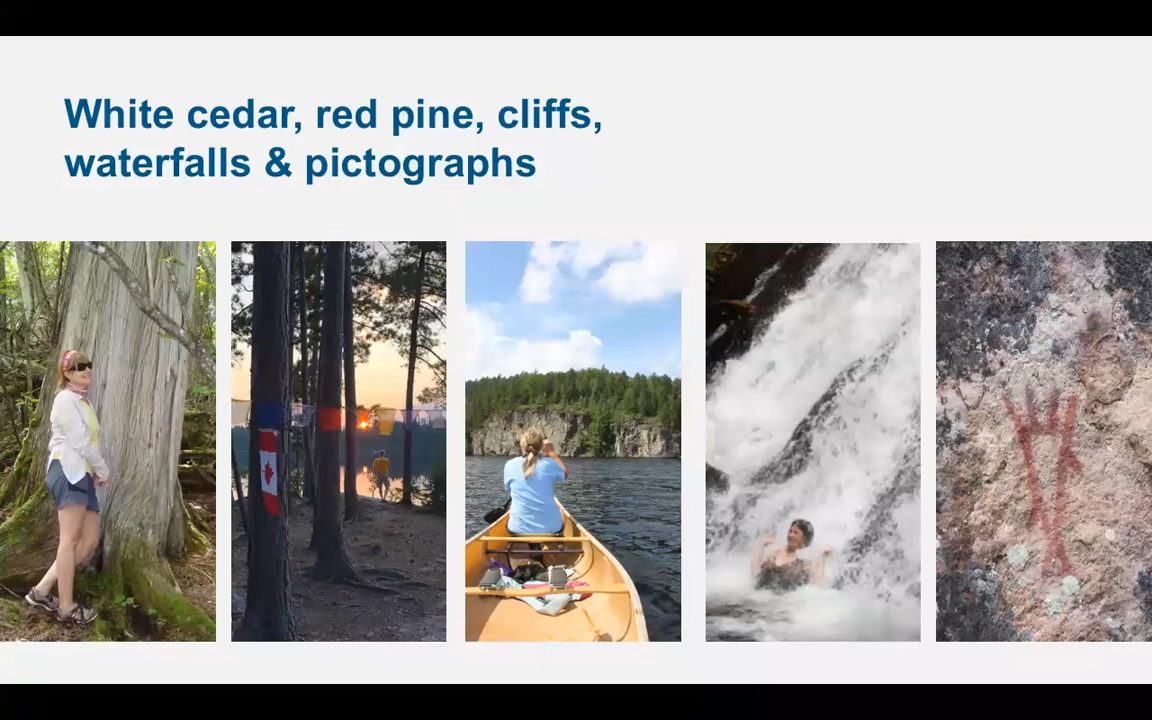 White cedar, red pine, cliffs,
waterfalls & pictographs